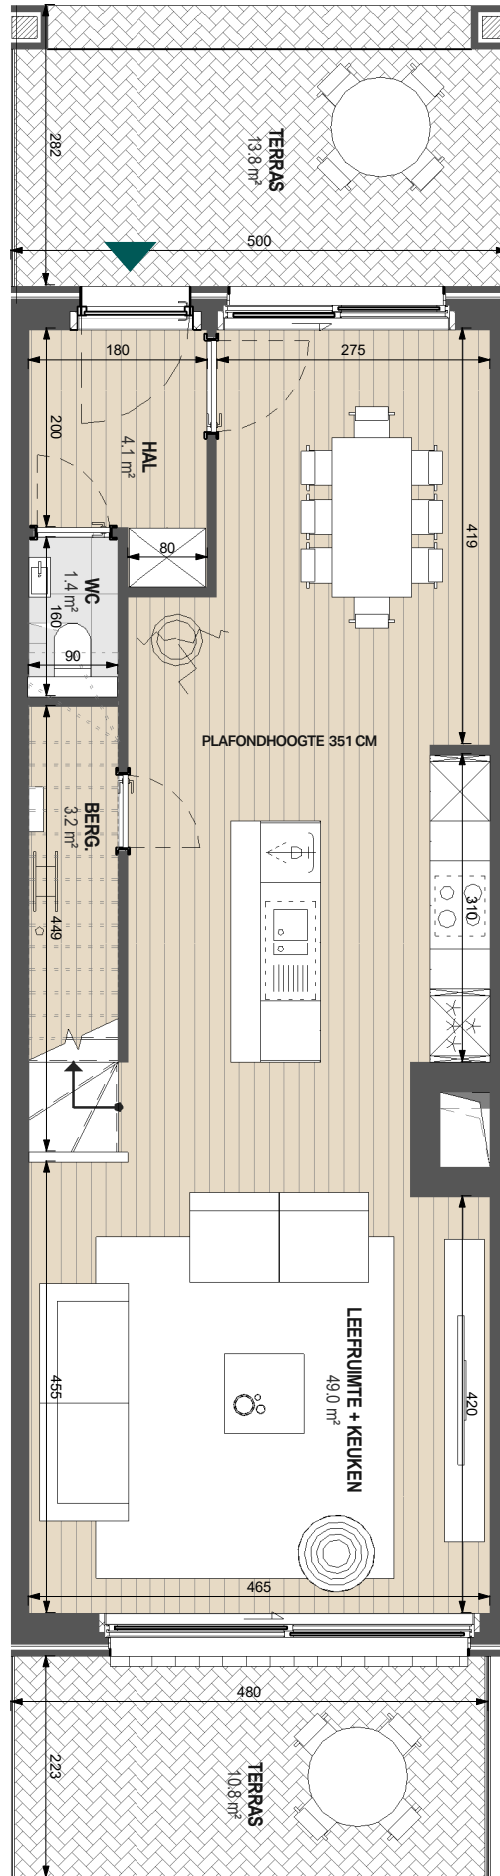 282
TERRAS
13.8 m²
500
180
275
200
HAL
4.1 m²
419
80
WC
1.4 m²
160
90
PLAFONDHOOGTE 351 CM
BERG.
3.2 m²
449
310
LEEFRUIMTE + KEUKEN
49.0 m²
455
420
465
480
223
TERRAS
10.8 m²